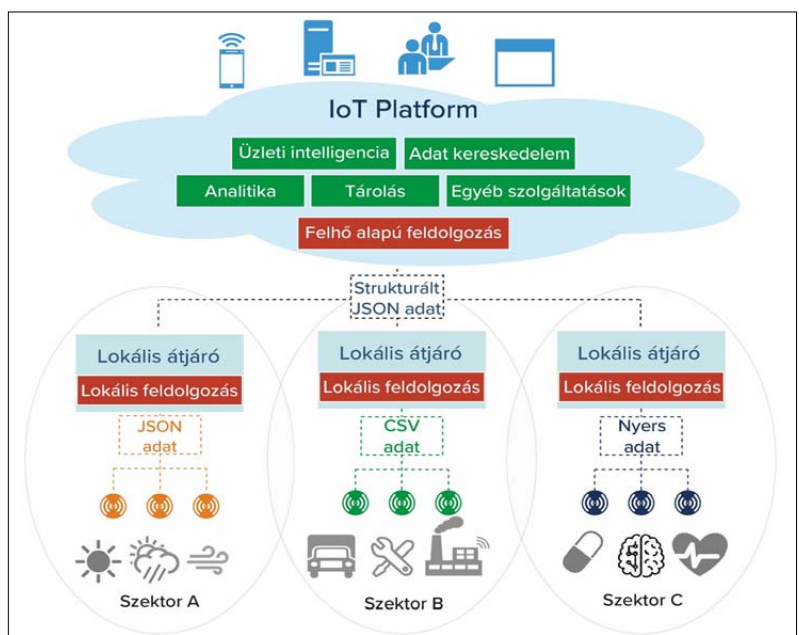 IoT Platform
Üzleti intelligencia
Adat kereskedelem
Analitika
Tárolás
Egyéb szolgáltatások
Felhő alapú feldolgozás
Strukturált
JSON adat
Lokális átjáró
Lokális feldolgozás
JSON
adat
Szektor A
Lokális átjáró
Lokális feldolgozás
CSV
adat
Szektor B
Lokális átjáró
Lokális feldolgozás
Nyers
adat
Szektor C